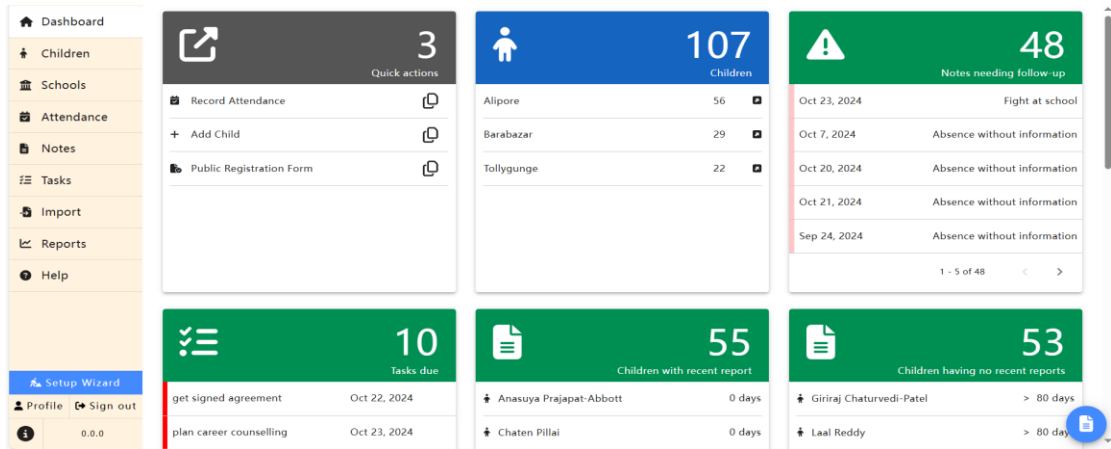 Dashboard
Children
Schools
Attendance
Notes
Tasks
Import
Reports
Help
Setup Wizard
Profile Sign out
0.0.0
3
Quick actions
Record Attendance
Add Child
Public Registration Form
107
Children
Alipore 56
Barabazar 29
Tollygunge 22
48
Notes needing follow-up
Oct 23, 2024 Fight at school
Oct 7, 2024 Absence without information
Oct 20, 2024 Absence without information
Oct 21, 2024 Absence without information
Sep 24, 2024 Absence without information
1 - 5 of 48
10
Tasks due
get signed agreement Oct 22, 2024
plan career counselling Oct 23, 2024
55
Children with recent report
Anasuya Prajapat-Abbott 0 days
Chaten Pillai 0 days
53
Children having no recent reports
Giriraj Chaturvedi-Patel > 80 days
Laal Reddy > 80 day